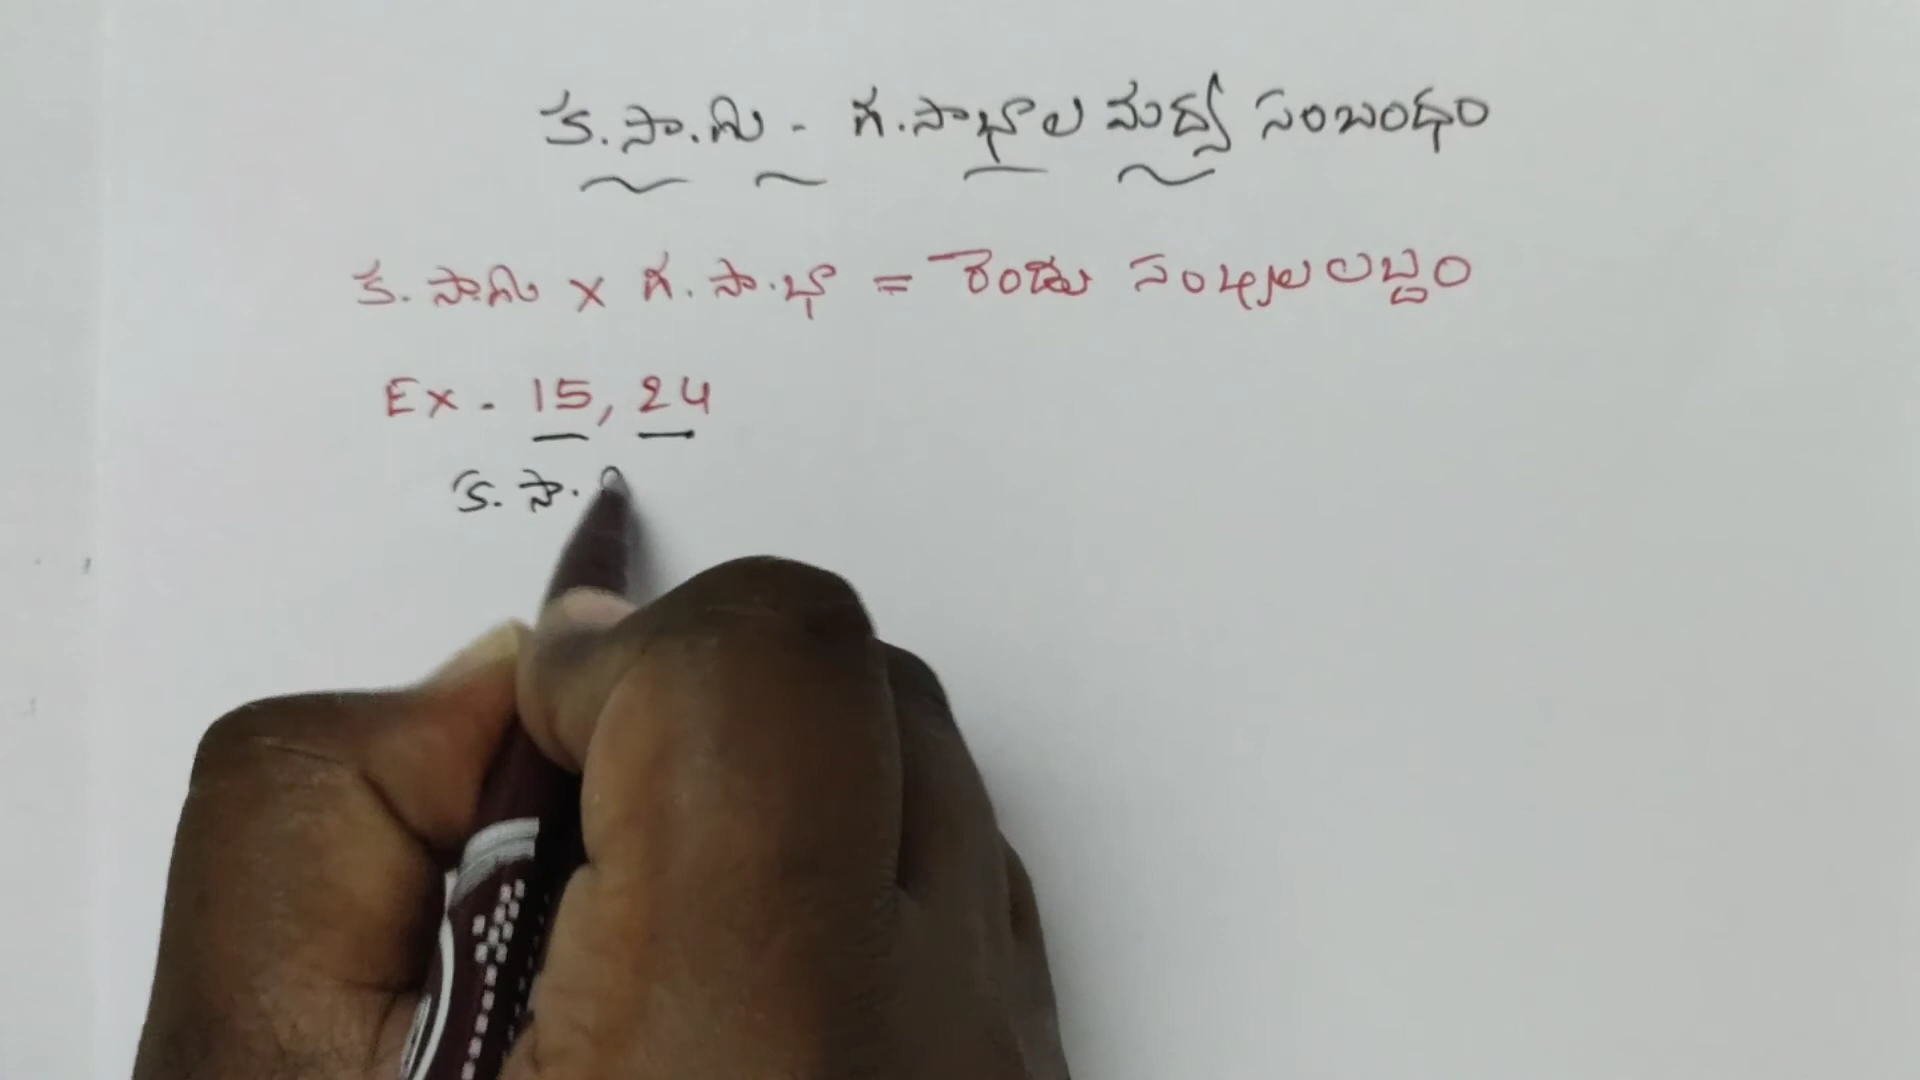 క.సా.గు - గ.సాభాల మధ్య సంబంధం
క.సా.గు x గ.సా.భా = రెండు సంఖ్యల లబ్దం
Ex - 15, 24
క.సా.